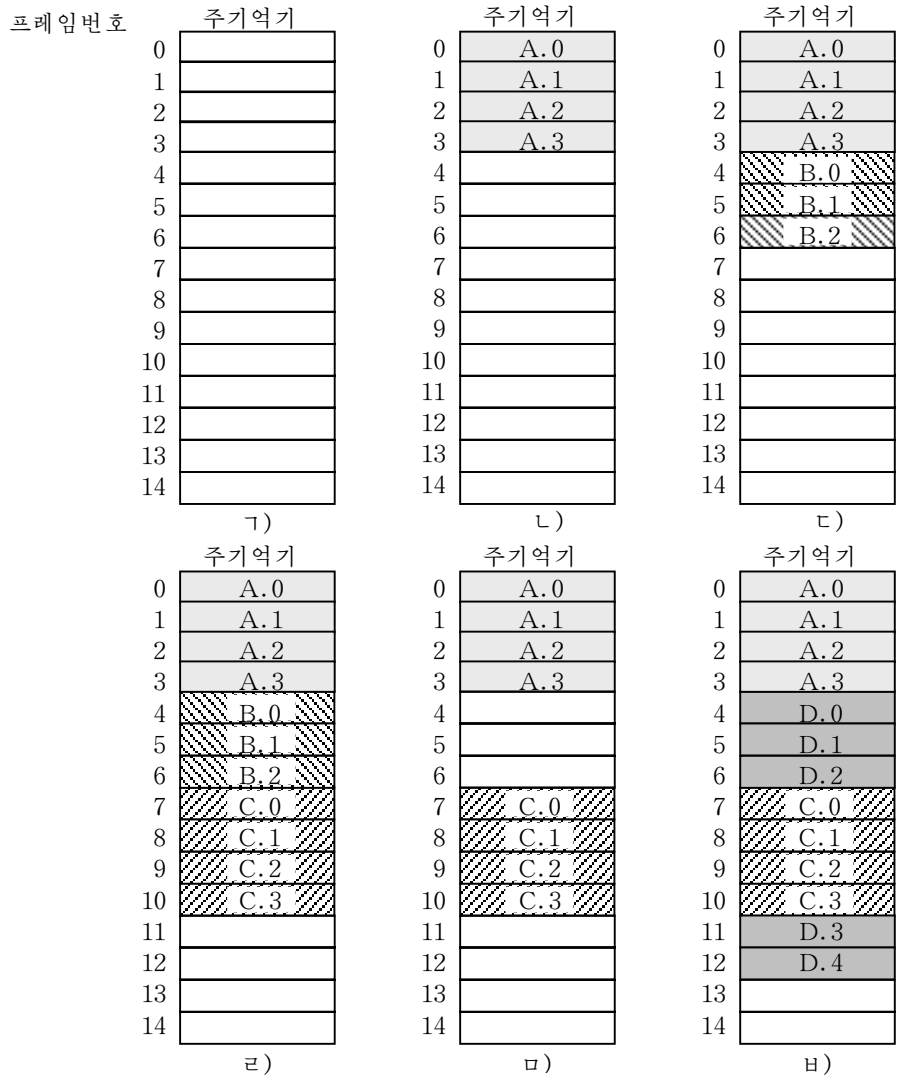 프레임번호 주기억기 주기억기 주기억기
0 0 A.0 0 A.0
1 1 A.1 1 A.1
2 2 A.2 2 A.2
3 3 A.3 3 A.3
4 4 4 B.0
5 5 5 B.1
6 6 6 B.2
7 7 7
8 8 8
9 9 9
10 10 10
11 11 11
12 12 12
13 13 13
14 14 14
ㄱ) ㄴ) ㄷ)
주기억기 주기억기 주기억기
0 A.0 0 A.0 0 A.0
1 A.1 1 A.1 1 A.1
2 A.2 2 A.2 2 A.2
3 A.3 3 A.3 3 A.3
4 B.0 4 4 D.0
5 B.1 5 5 D.1
6 B.2 6 6 D.2
7 C.0 7 C.0 7 C.0
8 C.1 8 C.1 8 C.1
9 C.2 9 C.2 9 C.2
10 C.3 10 C.3 10 C.3
11 11 11 D.3
12 12 12 D.4
13 13 13
14 14 14
ㄹ) ㅁ) ㅂ)